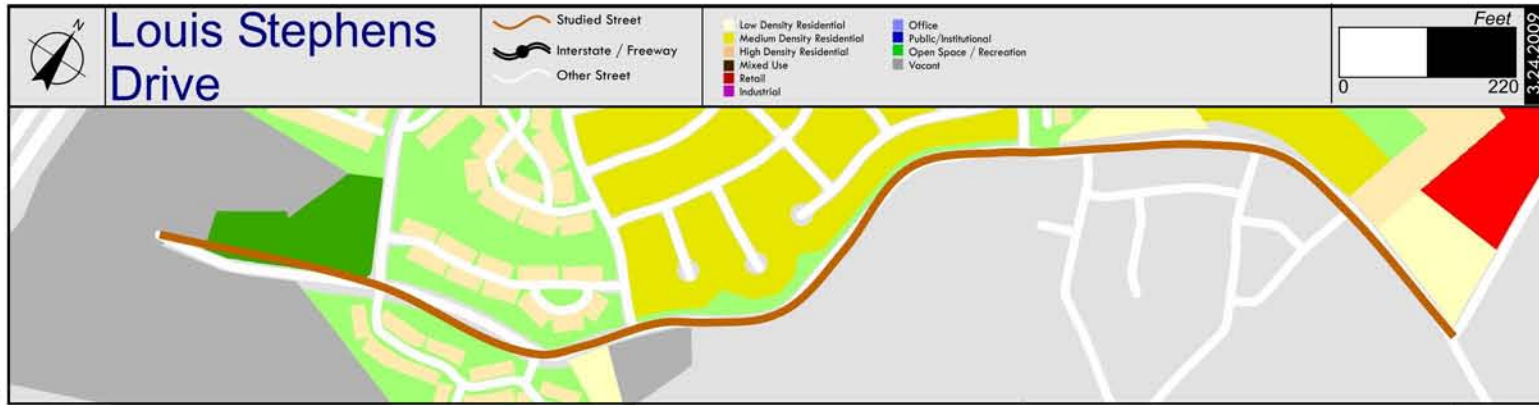 N
Louis Stephens
Drive
Studied Street
Interstate / Freeway
Other Street
Low Density Residential
Medium Density Residential
High Density Residential
Mixed Use
Retail
Industrial
Office
Public/Institutional
Open Space / Recreation
Vacant
Feet
0 220
3.24.2009